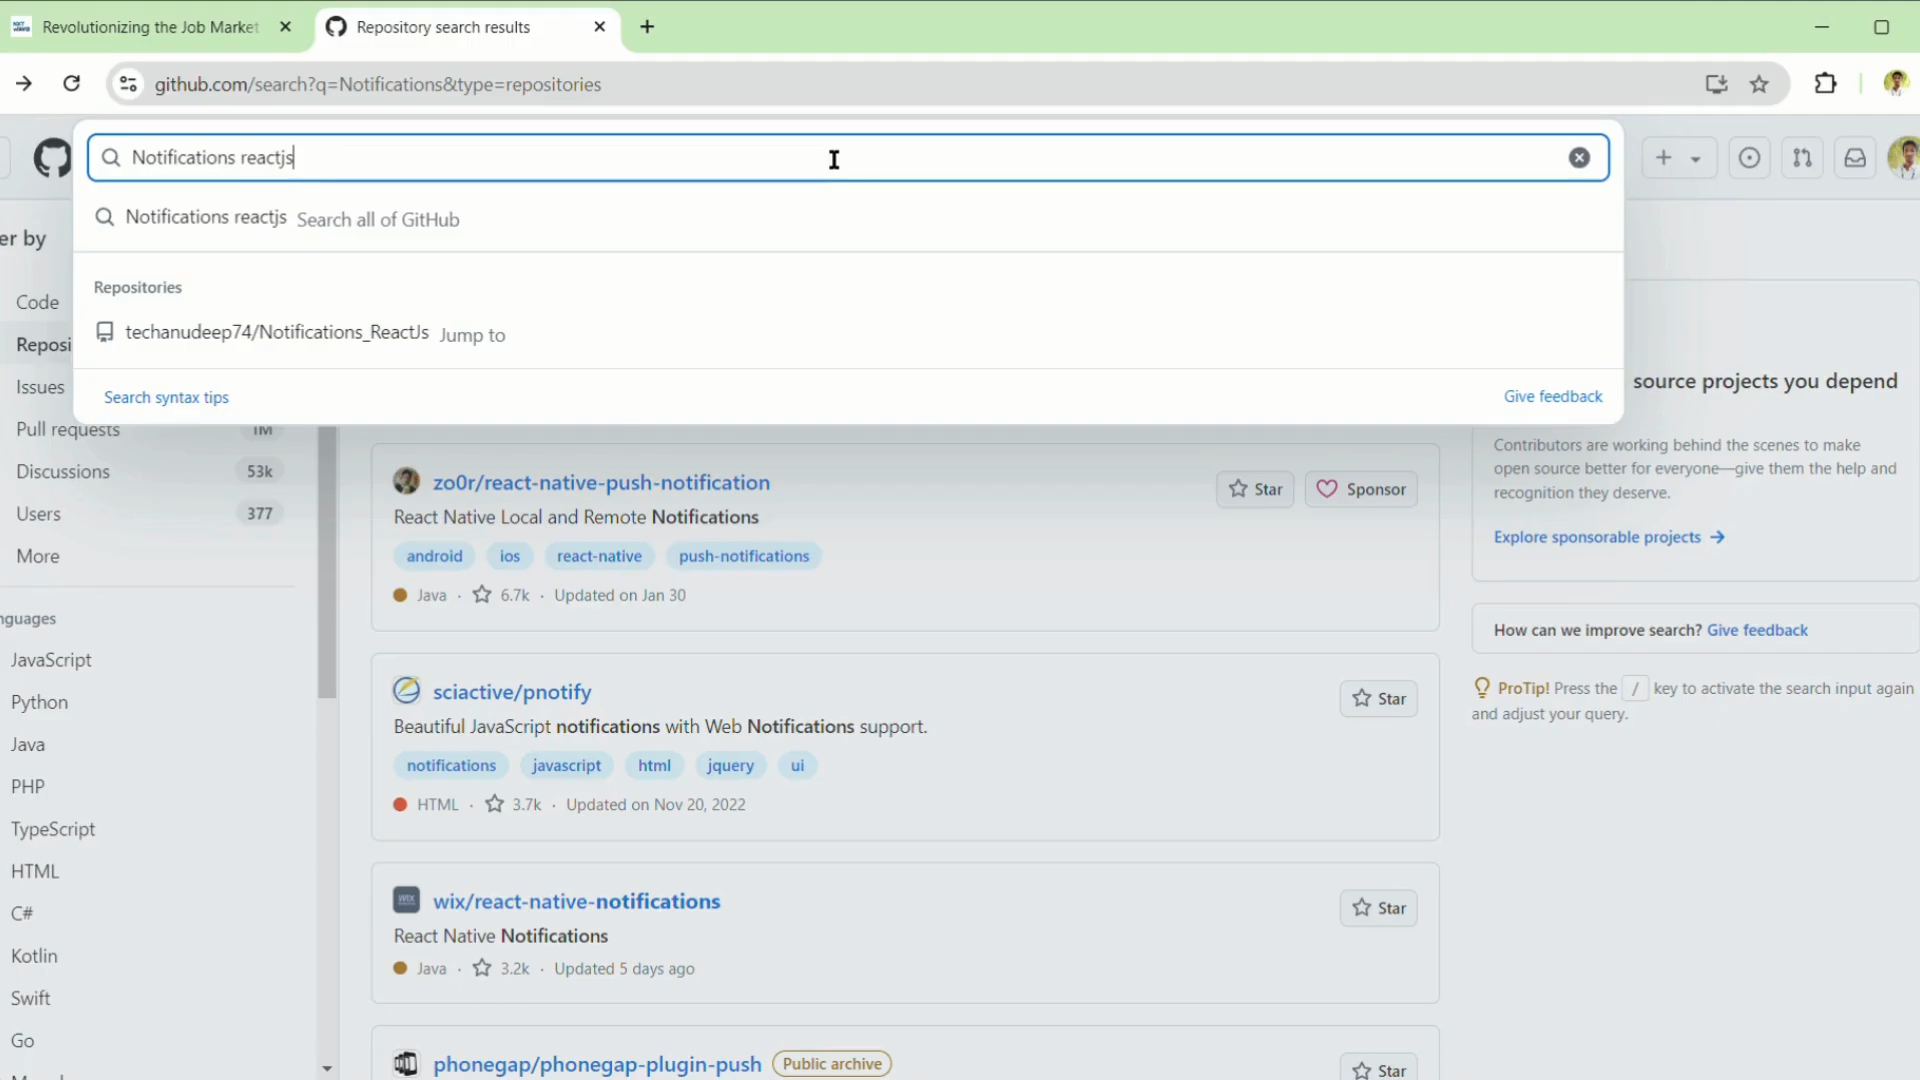 Revolutionizing the Job Market
Repository search results
github.com/search?q=Notifications&type=repositories
Notifications reactjs
Notifications reactjs Search all of GitHub
Repositories
techanudeep74/Notifications_ReactJs Jump to
Search syntax tips
Give feedback
er by
Code
Reposi
Issues
Pull requests 1M
Discussions 53k
Users 377
More
nguages
JavaScript
Python
Java
PHP
TypeScript
HTML
C#
Kotlin
Swift
Go
zo0r/react-native-push-notification
Star
Sponsor
React Native Local and Remote Notifications
android ios react-native push-notifications
Java · 6.7k · Updated on Jan 30
sciactive/pnotify
Star
Beautiful JavaScript notifications with Web Notifications support.
notifications javascript html jquery ui
HTML · 3.7k · Updated on Nov 20, 2022
WIX
wix/react-native-notifications
Star
React Native Notifications
Java · 3.2k · Updated 5 days ago
phonegap/phonegap-plugin-push Public archive
Star
source projects you depend
Contributors are working behind the scenes to make
open source better for everyone—give them the help and
recognition they deserve.
Explore sponsorable projects →
How can we improve search? Give feedback
ProTip! Press the / key to activate the search input again
and adjust your query.